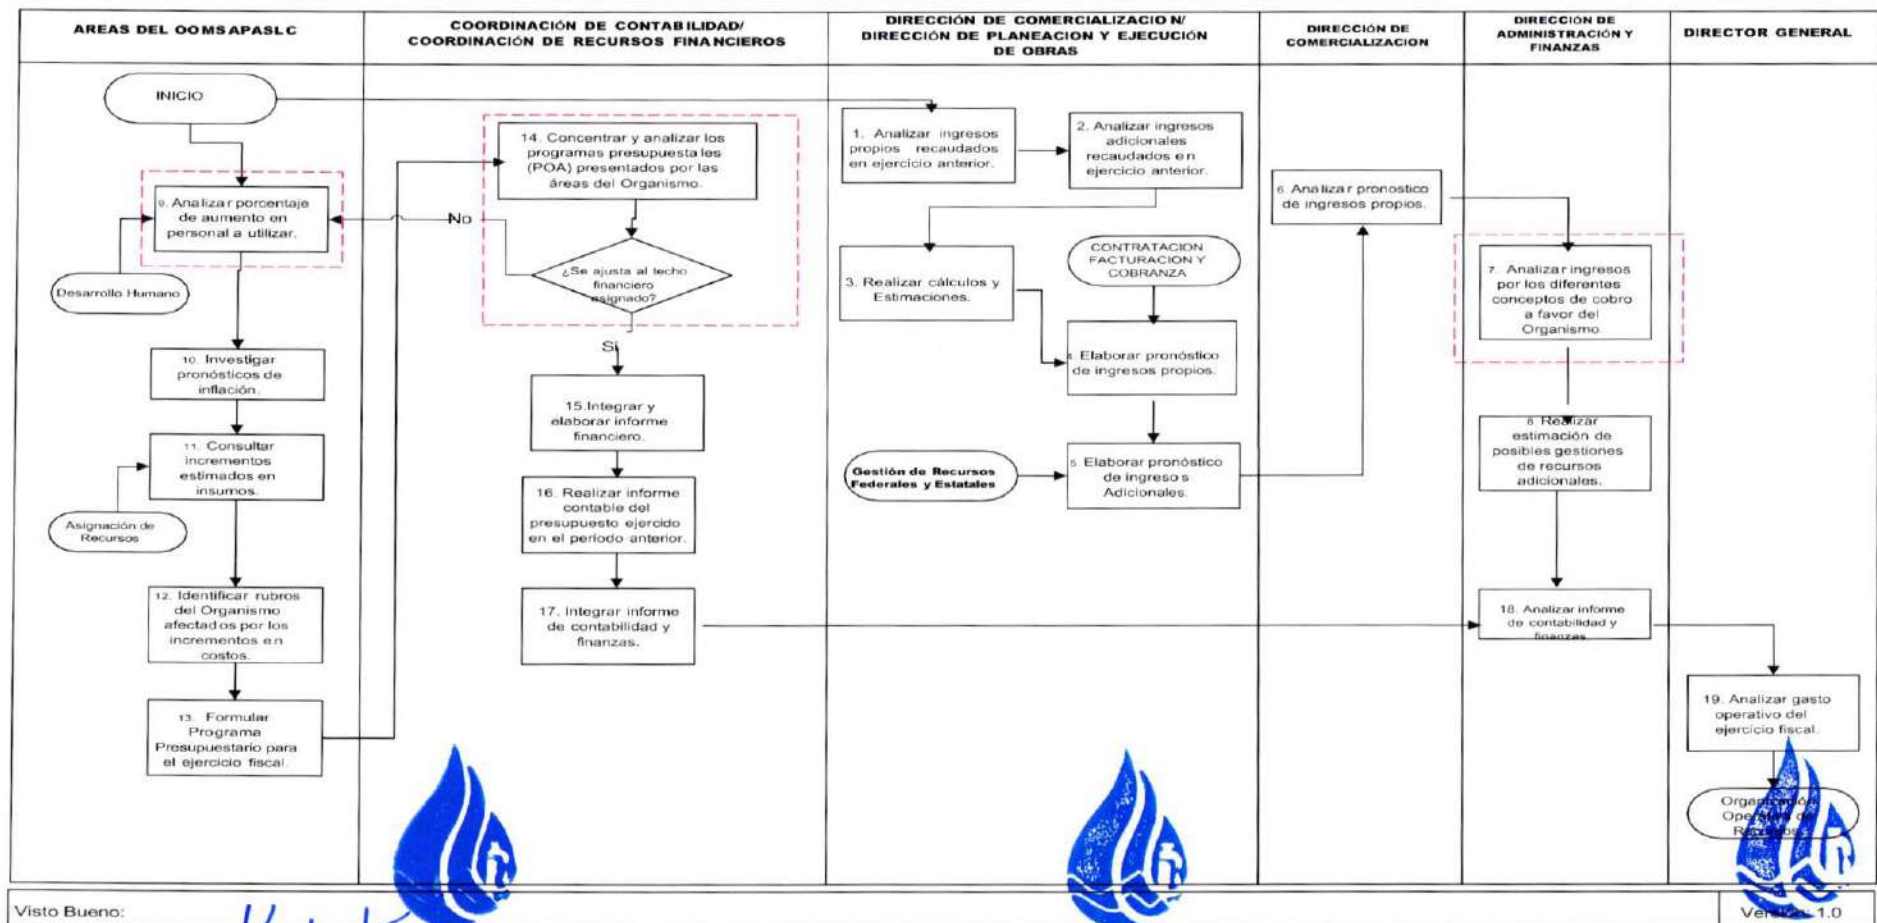 AREAS DEL OOMSAPASLC
COORDINACIÓN DE CONTABILIDAD/
COORDINACIÓN DE RECURSOS FINANCIEROS
DIRECCIÓN DE COMERCIALIZACION/
DIRECCIÓN DE PLANEACION Y EJECUCIÓN
DE OBRAS
DIRECCIÓN DE
COMERCIALIZACION
DIRECCIÓN DE
ADMINISTRACIÓN Y
FINANZAS
DIRECTOR GENERAL
INICIO
9. Analizar porcentaje
de aumento en
personal a utilizar.
Desarrollo Humano
10. Investigar
pronósticos de
inflación.
11. Consultar
incrementos
estimados en
insumos.
Asignación de
Recursos
12. Identificar rubros
del Organismo
afectados por los
incrementos en
costos.
13. Formular
Programa
Presupuestario para
el ejercicio fiscal.
14. Concentrar y analizar los
programas presupuestales
(POA) presentados por las
áreas del Organismo.
No
¿Se ajusta al techo
financiero
asignado?
Si
15.Integrar y
elaborar informe
financiero.
16. Realizar informe
contable del
presupuesto ejercido
en el período anterior.
17. Integrar informe
de contabilidad y
finanzas.
1. Analizar ingresos
propios recaudados
en ejercicio anterior.
2. Analizar ingresos
adicionales
recaudados en
ejercicio anterior.
3. Realizar cálculos y
Estimaciones.
CONTRATACION
FACTURACION Y
COBRANZA
4. Elaborar pronóstico
de ingresos propios.
Gestión de Recursos
Federales y Estatales
5. Elaborar pronóstico
de ingresos
Adicionales.
6. Analizar pronostico
de ingresos propios.
7. Analizar ingresos
por los diferentes
conceptos de cobro
a favor del
Organismo
8. Realizar
estimación de
posibles gestiones
de recursos
adicionales.
18. Analizar informe
de contabilidad y
finanzas
19. Analizar gasto
operativo del
ejercicio fiscal.
Organización
Operativa de
Recursos
Visto Bueno:
Versión: 1.0